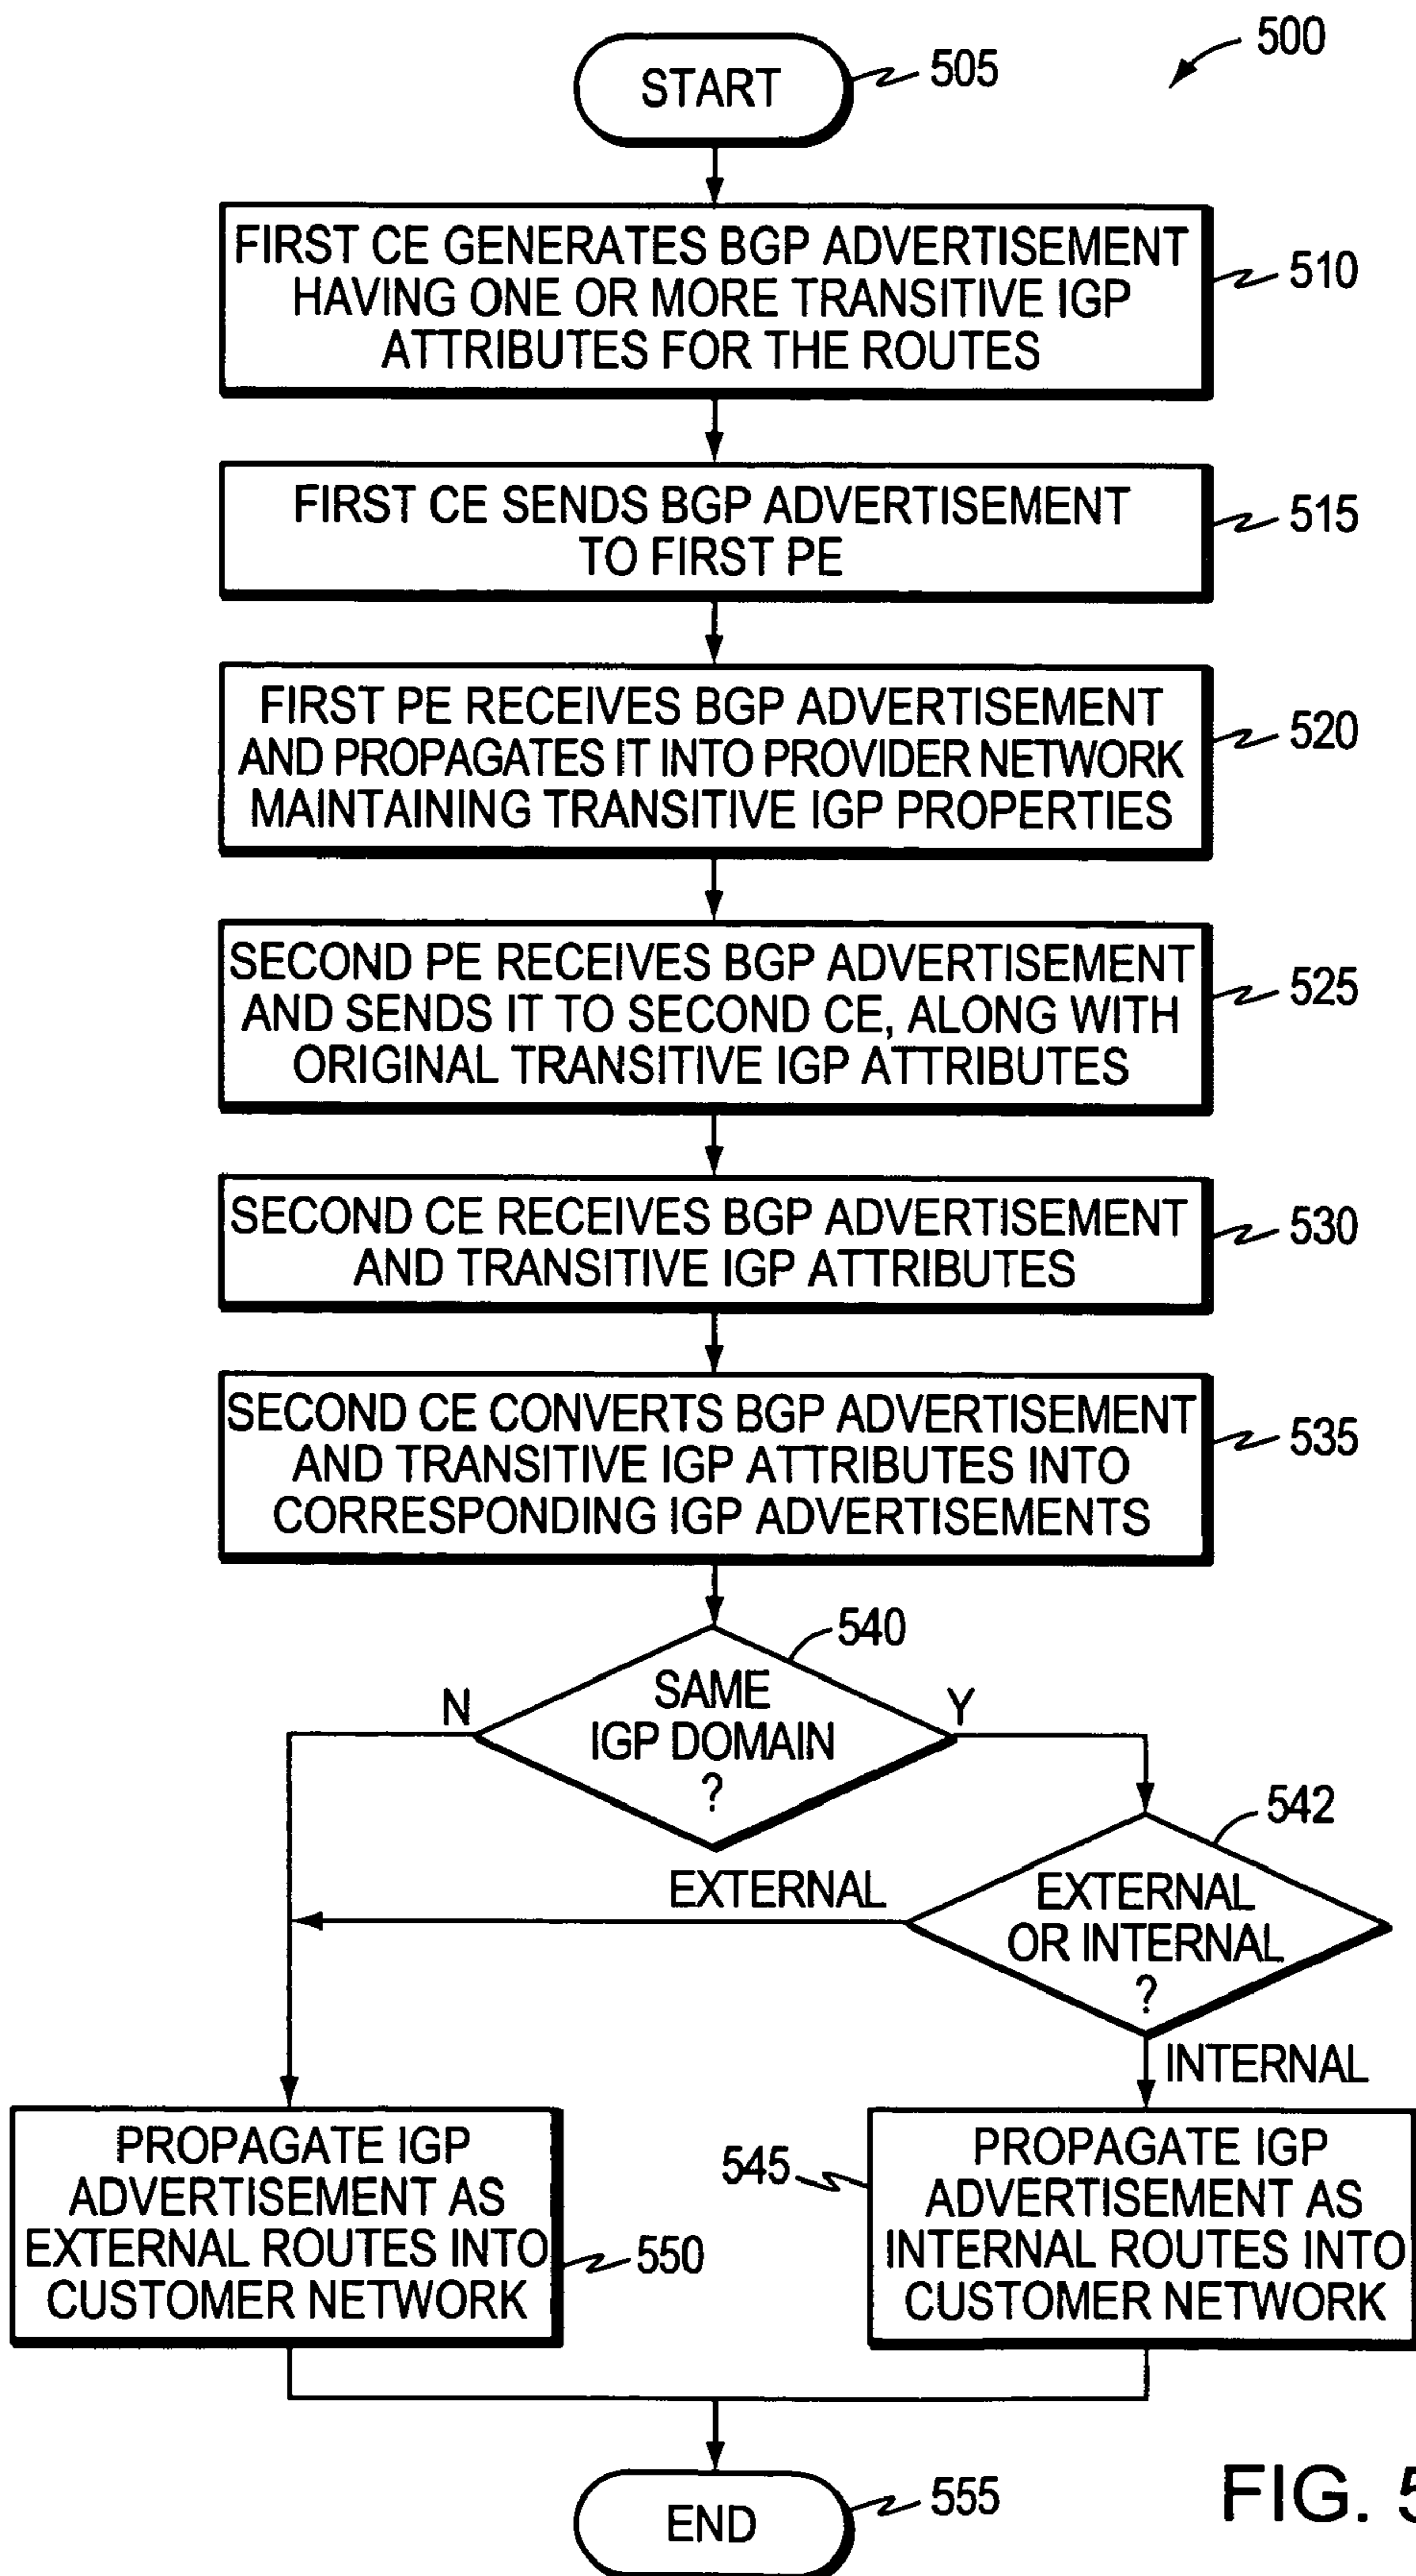 500
START
505
FIRST CE GENERATES BGP ADVERTISEMENT
HAVING ONE OR MORE TRANSITIVE IGP
ATTRIBUTES FOR THE ROUTES
510
FIRST CE SENDS BGP ADVERTISEMENT
TO FIRST PE
515
FIRST PE RECEIVES BGP ADVERTISEMENT
AND PROPAGATES IT INTO PROVIDER NETWORK
MAINTAINING TRANSITIVE IGP PROPERTIES
520
SECOND PE RECEIVES BGP ADVERTISEMENT
AND SENDS IT TO SECOND CE, ALONG WITH
ORIGINAL TRANSITIVE IGP ATTRIBUTES
525
SECOND CE RECEIVES BGP ADVERTISEMENT
AND TRANSITIVE IGP ATTRIBUTES
530
SECOND CE CONVERTS BGP ADVERTISEMENT
AND TRANSITIVE IGP ATTRIBUTES INTO
CORRESPONDING IGP ADVERTISEMENTS
535
540
SAME
IGP DOMAIN
?
N
Y
542
EXTERNAL
OR INTERNAL
?
EXTERNAL
INTERNAL
PROPAGATE IGP
ADVERTISEMENT AS
EXTERNAL ROUTES INTO
CUSTOMER NETWORK
550
545
PROPAGATE IGP
ADVERTISEMENT AS
INTERNAL ROUTES INTO
CUSTOMER NETWORK
END
555
FIG. 5